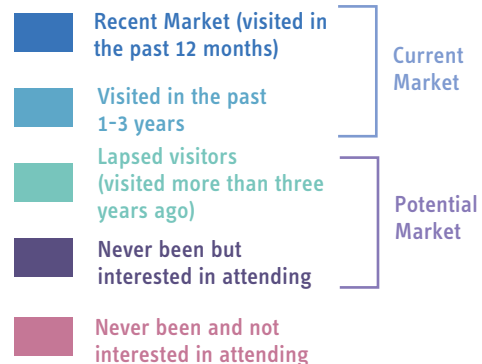 Recent Market (visited in
the past 12 months)
Current
Market
Visited in the past
1-3 years
Lapsed visitors
(visited more than three
years ago)
Potential
Market
Never been but
interested in attending
Never been and not
interested in attending